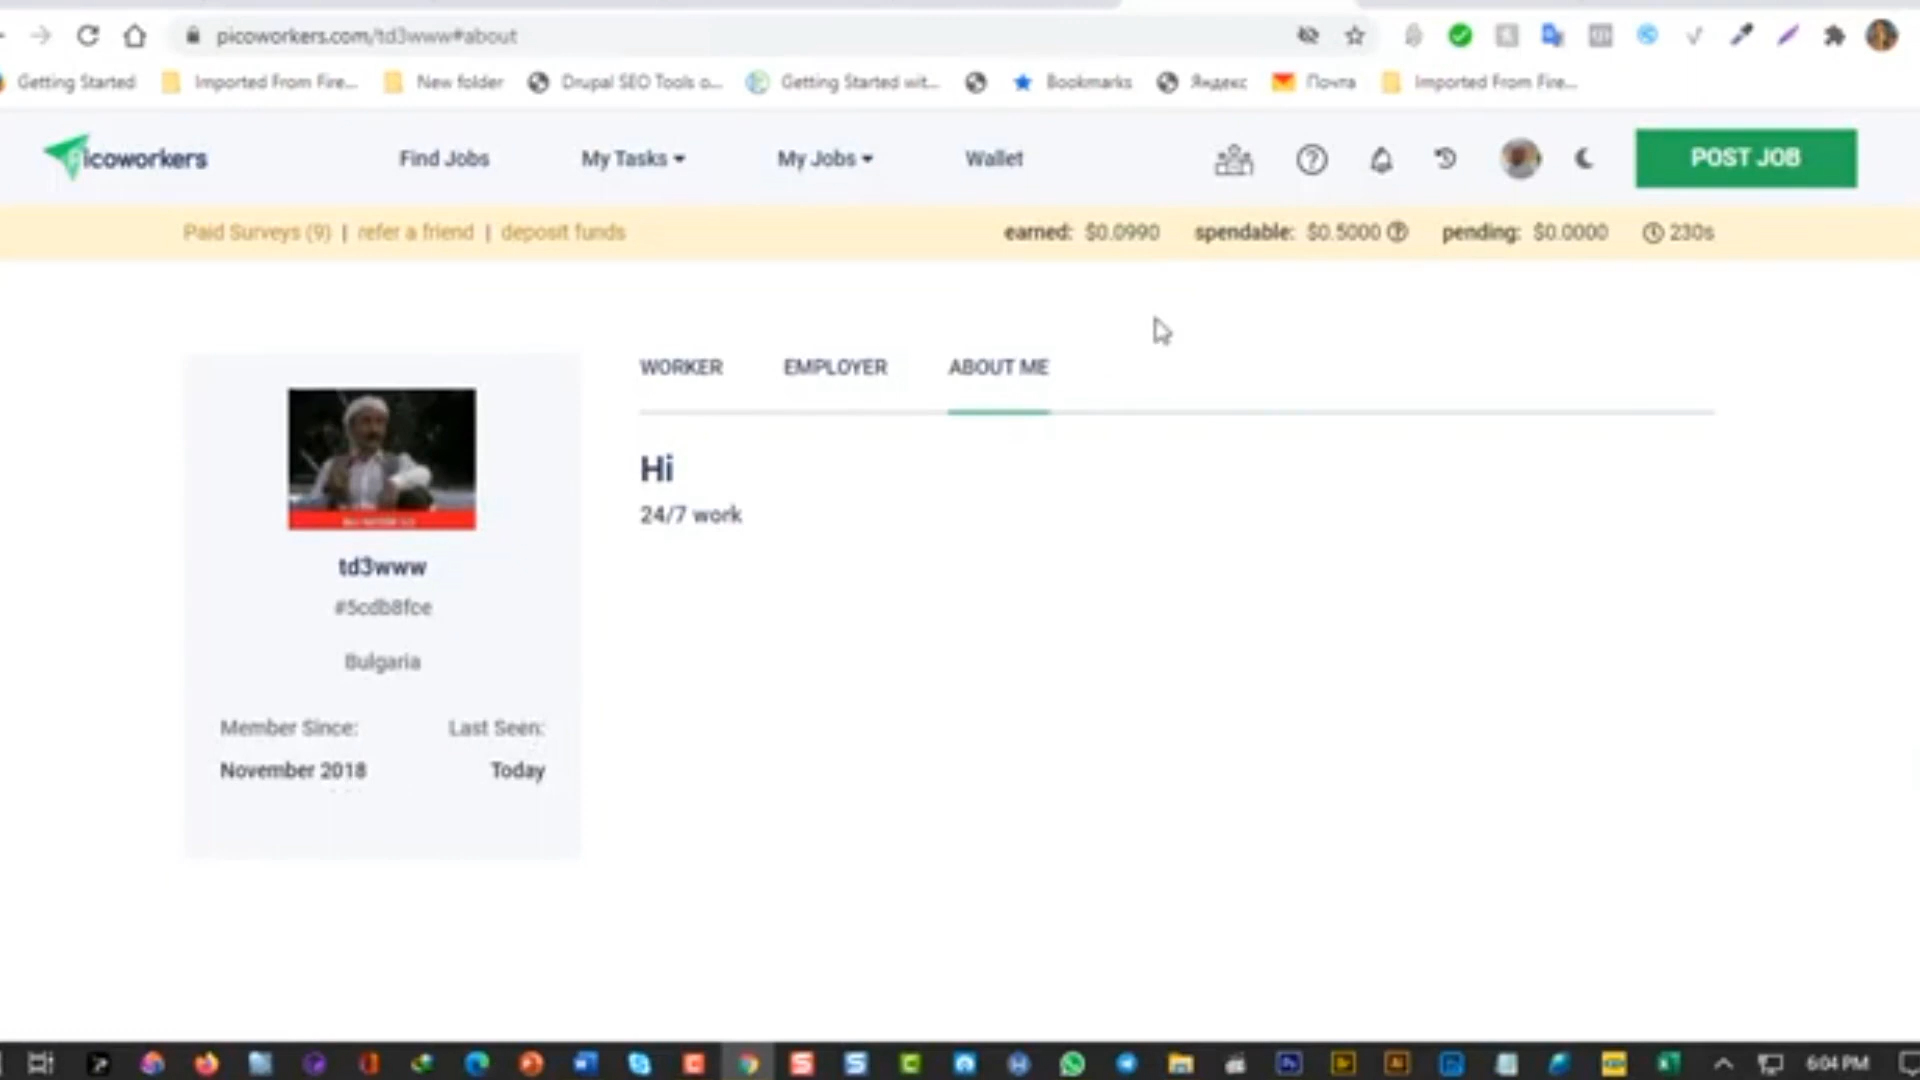 picoworkers.com/td3www#about
Getting Started Imported From Fire... New folder Drupal SEO Tools o... Getting Started wit... Bookmarks Яндекс Почта Imported From Fire...
picoworkers Find Jobs My Tasks My Jobs Wallet POST JOB
Paid Surveys (9) | refer a friend | deposit funds earned: $0.0990 spendable: $0.5000 pending: $0.0000 230s
WORKER EMPLOYER ABOUT ME
Hi
24/7 work
td3www
#5cdb8fce
Bulgaria
Member Since: Last Seen:
November 2018 Today
6:04 PM